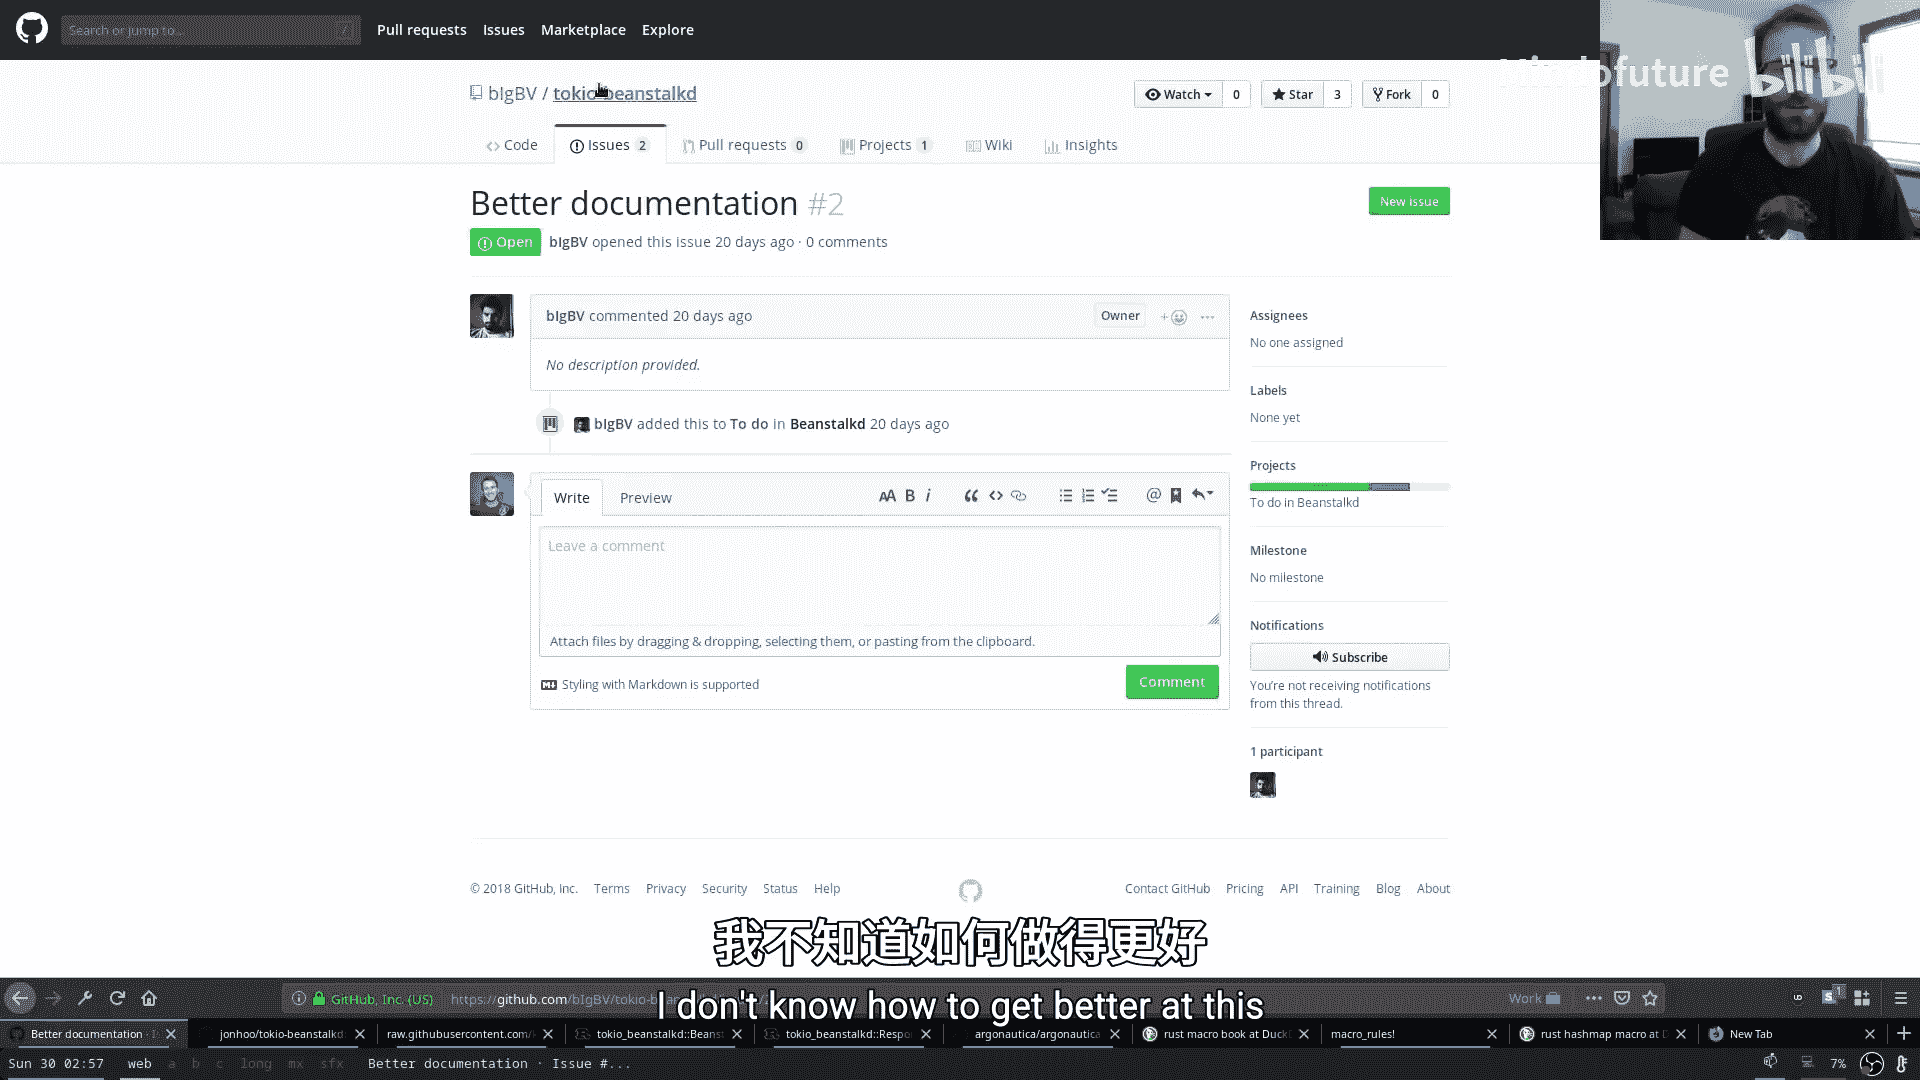 Search or jump to... /
Pull requests Issues Marketplace Explore
bilibili
bIgBV / tokio-beanstalkd
Watch 0 Star 3 Fork 0
Code Issues 2 Pull requests 0 Projects 1 Wiki Insights
Better documentation #2
New issue
Open bIgBV opened this issue 20 days ago · 0 comments
bIgBV commented 20 days ago Owner
No description provided.
bIgBV added this to To do in Beanstalkd 20 days ago
Write Preview
Leave a comment
Attach files by dragging & dropping, selecting them, or pasting from the clipboard.
Styling with Markdown is supported
Comment
Assignees
No one assigned
Labels
None yet
Projects
To do in Beanstalkd
Milestone
No milestone
Notifications
Subscribe
You're not receiving notifications
from this thread.
1 participant
© 2018 GitHub, Inc. Terms Privacy Security Status Help
Contact GitHub Pricing API Training Blog About
我不知道如何做得更好
I don't know how to get better at this
GitHub, Inc. (US) https://github.com/bIgBV/tokio-b
Work
Better documentation · jonhoo/tokio-beanstalkd: raw.githubusercontent.com/ tokio_beanstalkd::Beans tokio_beanstalkd::Respo argonautica/argonautica rust macro book at Duck macro_rules! rust hashmap macro at New Tab
Sun 30 02:57 web a b c long mx sfx Better documentation · Issue #... 7%